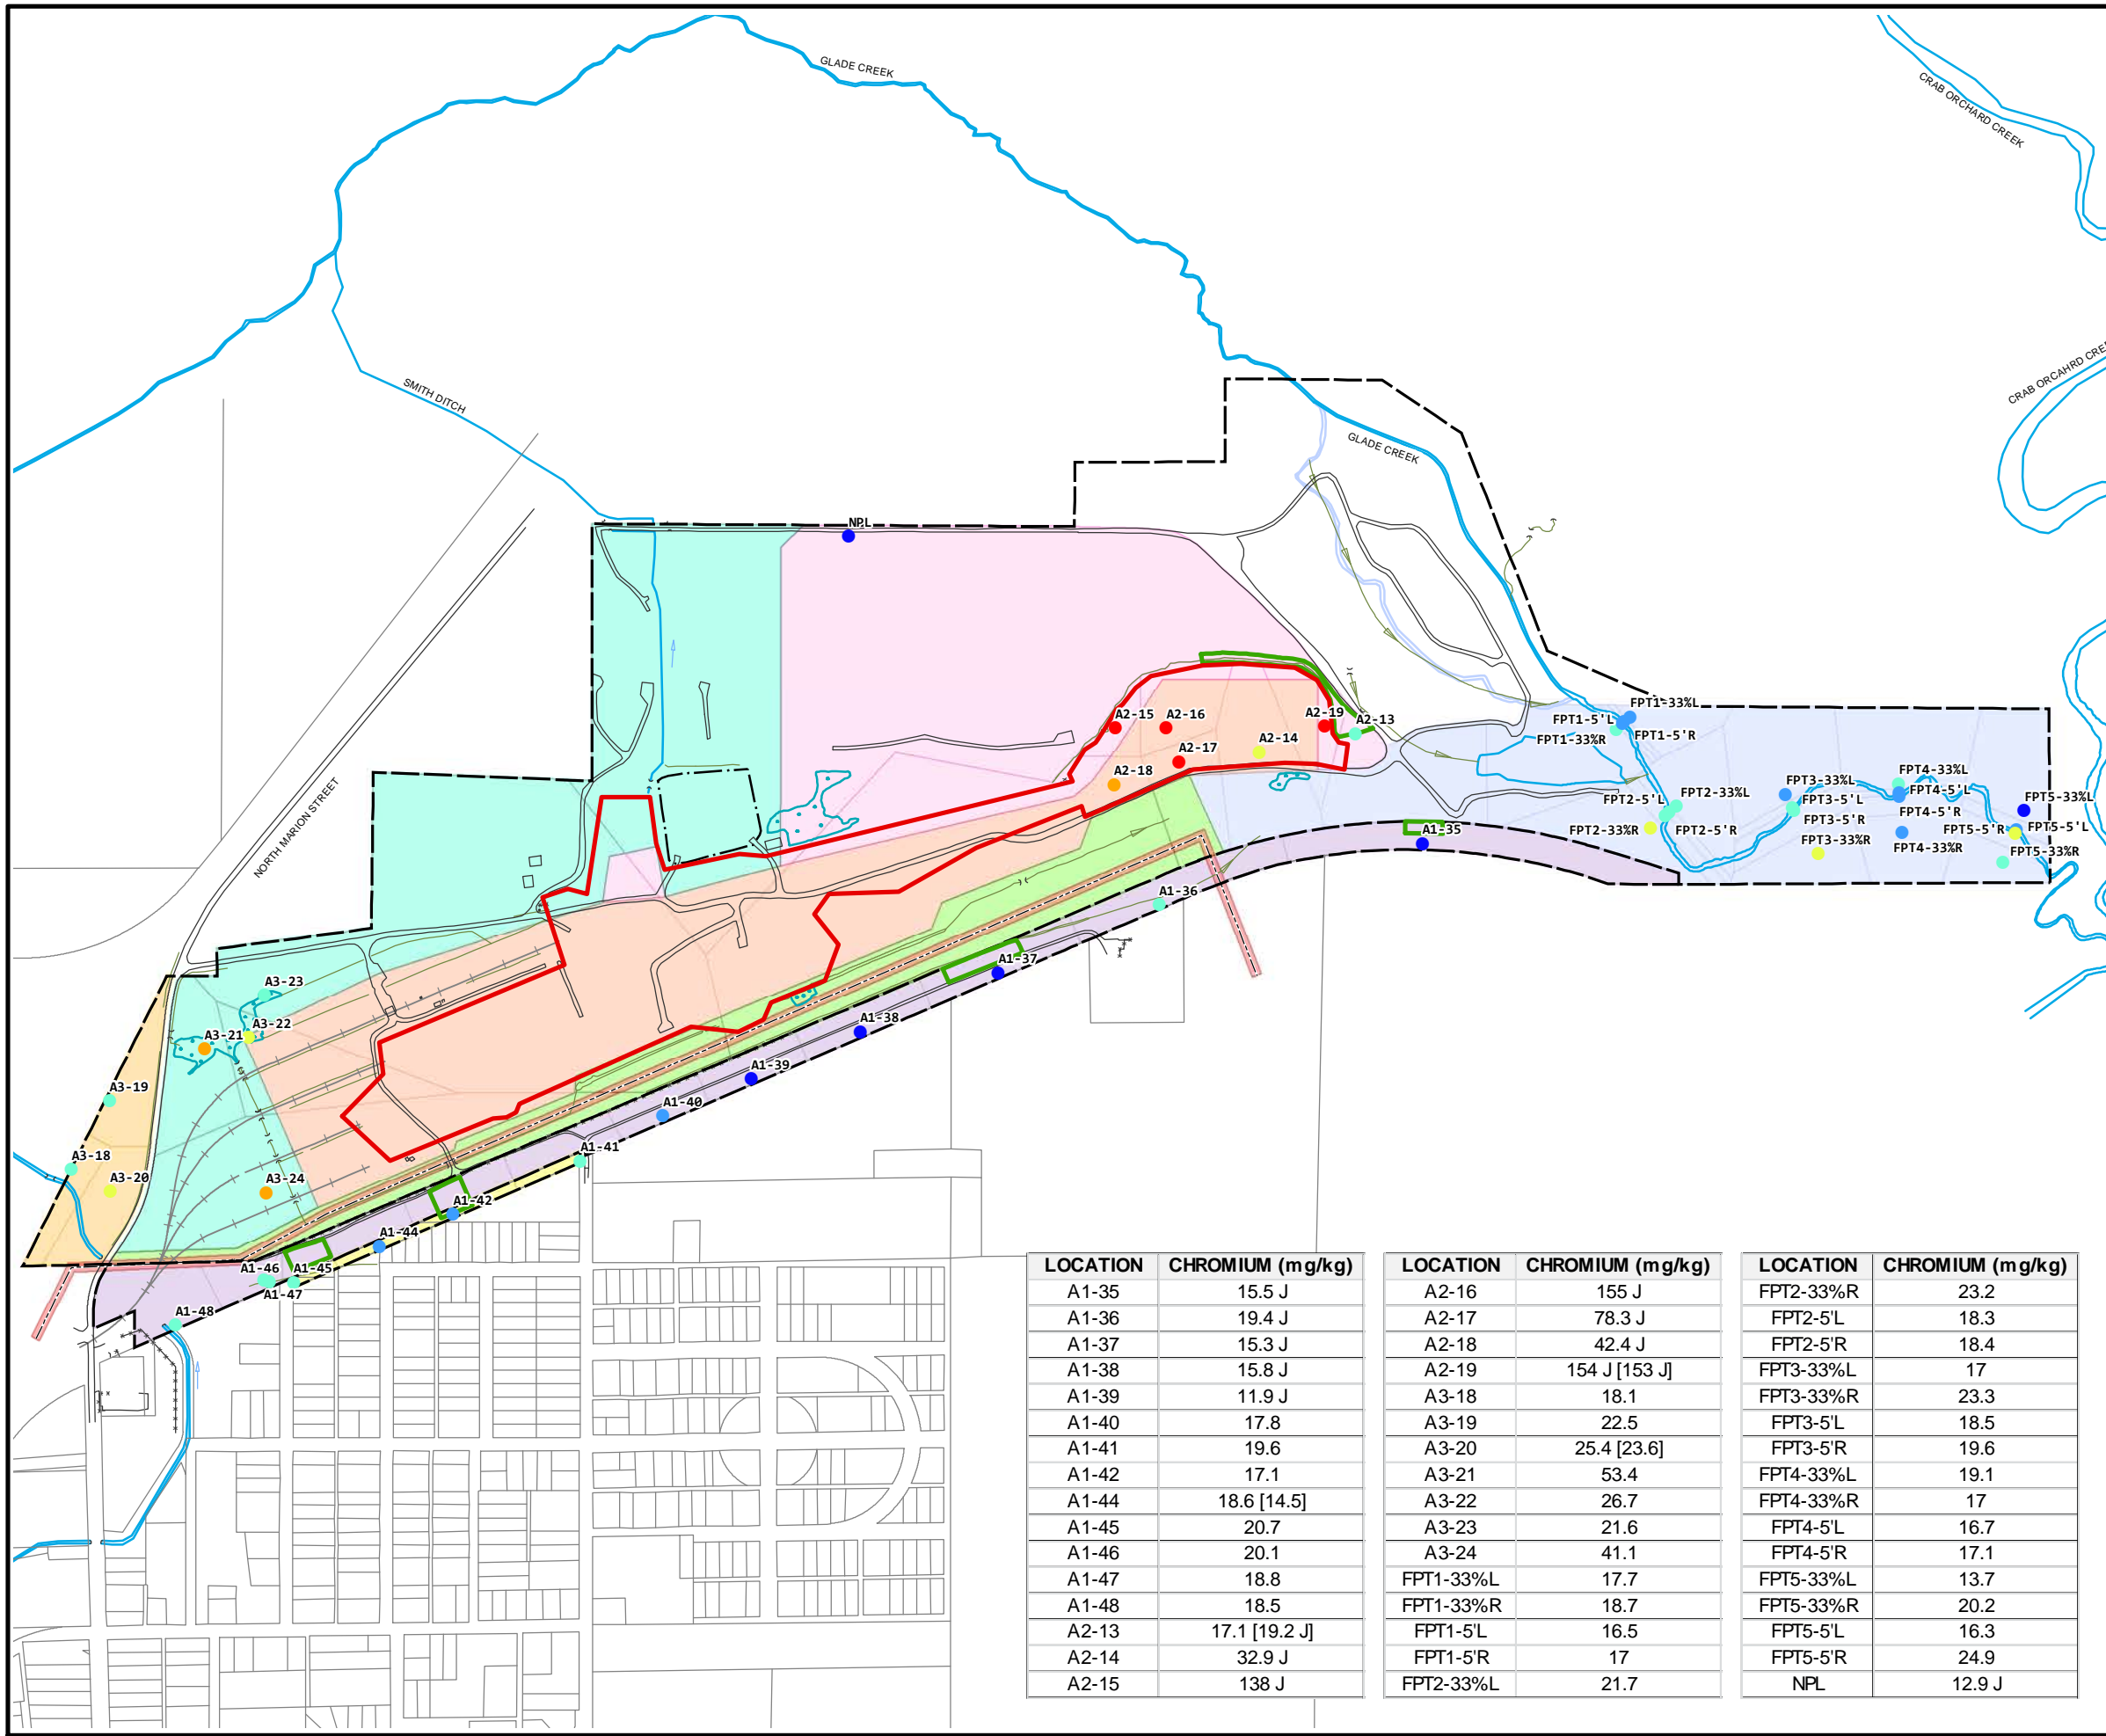 GLADE CREEK
CRAB ORCHARD CREEK
CRAB ORCAHRD CRE
SMITH DITCH
GLADE CREEK
NORTH MARION STREET
NPL
A2-15
A2-16
A2-19
A2-13
A2-14
A2-17
A2-18
FPT1-33%L
FPT1-5'L
FPT1-5'R
FPT1-33%R
FPT2-5'L
FPT2-33%L
FPT2-33%R
FPT2-5'R
FPT3-33%L
FPT3-5'L
FPT3-5'R
FPT3-33%R
FPT4-33%L
FPT4-5'L
FPT4-5'R
FPT4-33%R
FPT5-33%L
FPT5-5'R
FPT5-5'L
FPT5-33%R
A1-35
A1-36
A1-37
A1-38
A1-39
A1-40
A1-41
A1-42
A1-44
A1-45
A1-46
A1-47
A1-48
A3-23
A3-22
A3-21
A3-19
A3-18
A3-20
A3-24
LOCATION CHROMIUM (mg/kg)
A1-35 15.5 J
A1-36 19.4 J
A1-37 15.3 J
A1-38 15.8 J
A1-39 11.9 J
A1-40 17.8
A1-41 19.6
A1-42 17.1
A1-44 18.6 [14.5]
A1-45 20.7
A1-46 20.1
A1-47 18.8
A1-48 18.5
A2-13 17.1 [19.2 J]
A2-14 32.9 J
A2-15 138 J
LOCATION CHROMIUM (mg/kg)
A2-16 155 J
A2-17 78.3 J
A2-18 42.4 J
A2-19 154 J [153 J]
A3-18 18.1
A3-19 22.5
A3-20 25.4 [23.6]
A3-21 53.4
A3-22 26.7
A3-23 21.6
A3-24 41.1
FPT1-33%L 17.7
FPT1-33%R 18.7
FPT1-5'L 16.5
FPT1-5'R 17
FPT2-33%L 21.7
LOCATION CHROMIUM (mg/kg)
FPT2-33%R 23.2
FPT2-5'L 18.3
FPT2-5'R 18.4
FPT3-33%L 17
FPT3-33%R 23.3
FPT3-5'L 18.5
FPT3-5'R 19.6
FPT4-33%L 19.1
FPT4-33%R 17
FPT4-5'L 16.7
FPT4-5'R 17.1
FPT5-33%L 13.7
FPT5-33%R 20.2
FPT5-5'L 16.3
FPT5-5'R 24.9
NPL 12.9 J